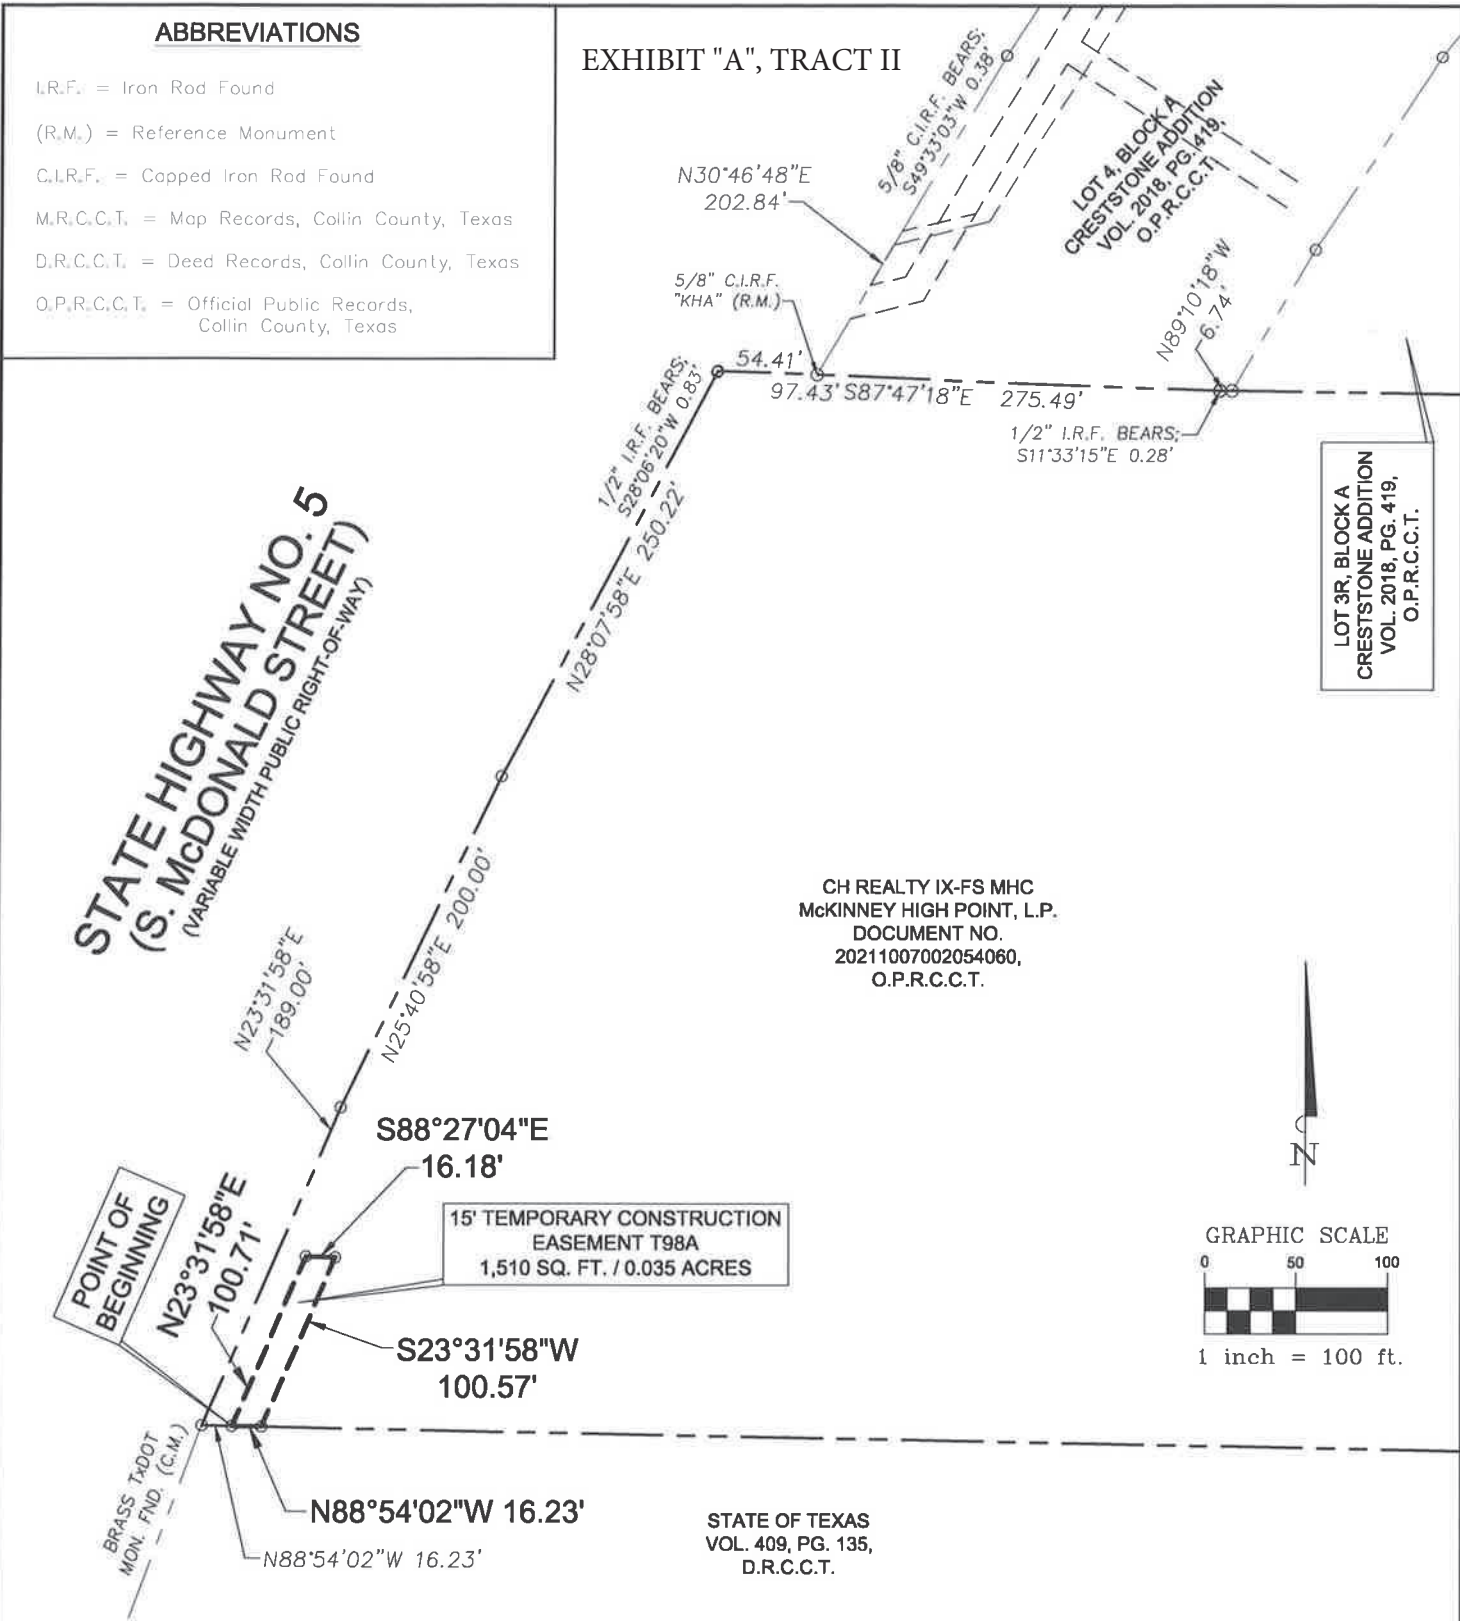 ABBREVIATIONS
I.R.F. = Iron Rod Found
(R.M.) = Reference Monument
C.I.R.F. = Capped Iron Rod Found
M.R.C.C.T. = Map Records, Collin County, Texas
D.R.C.C.T. = Deed Records, Collin County, Texas
O.P.R.C.C.T. = Official Public Records,
Collin County, Texas
EXHIBIT "A", TRACT II
5/8" C.I.R.F. BEARS;
S49°33'03"W 0.38'
N30°46'48"E
202.84'
LOT 4, BLOCK A
CRESTSTONE ADDITION
VOL. 2018, PG. 419,
O.P.R.C.C.T.
5/8" C.I.R.F.
"KHA" (R.M.)
N89°10'18"W
6.74'
54.41'
97.43' S87°47'18"E 275.49'
1/2" I.R.F. BEARS;
S11°33'15"E 0.28'
1/2" I.R.F. BEARS;
S28°06'20"W 0.83'
N28°07'58"E 250.22'
LOT 3R, BLOCK A
CRESTSTONE ADDITION
VOL. 2018, PG. 419,
O.P.R.C.C.T.
STATE HIGHWAY NO. 5
(S. McDONALD STREET)
(VARIABLE WIDTH PUBLIC RIGHT-OF-WAY)
CH REALTY IX-FS MHC
McKINNEY HIGH POINT, L.P.
DOCUMENT NO.
20211007002054060,
O.P.R.C.C.T.
N25°40'58"E 200.00'
N23°31'58"E
189.00'
S88°27'04"E
16.18'
N
POINT OF
BEGINNING
N23°31'58"E
100.71'
15' TEMPORARY CONSTRUCTION
EASEMENT T98A
1,510 SQ. FT. / 0.035 ACRES
GRAPHIC SCALE
0 50 100
1 inch = 100 ft.
S23°31'58"W
100.57'
BRASS TxDOT
MON. FND. (C.M.)
N88°54'02"W 16.23'
N88°54'02"W 16.23'
STATE OF TEXAS
VOL. 409, PG. 135,
D.R.C.C.T.